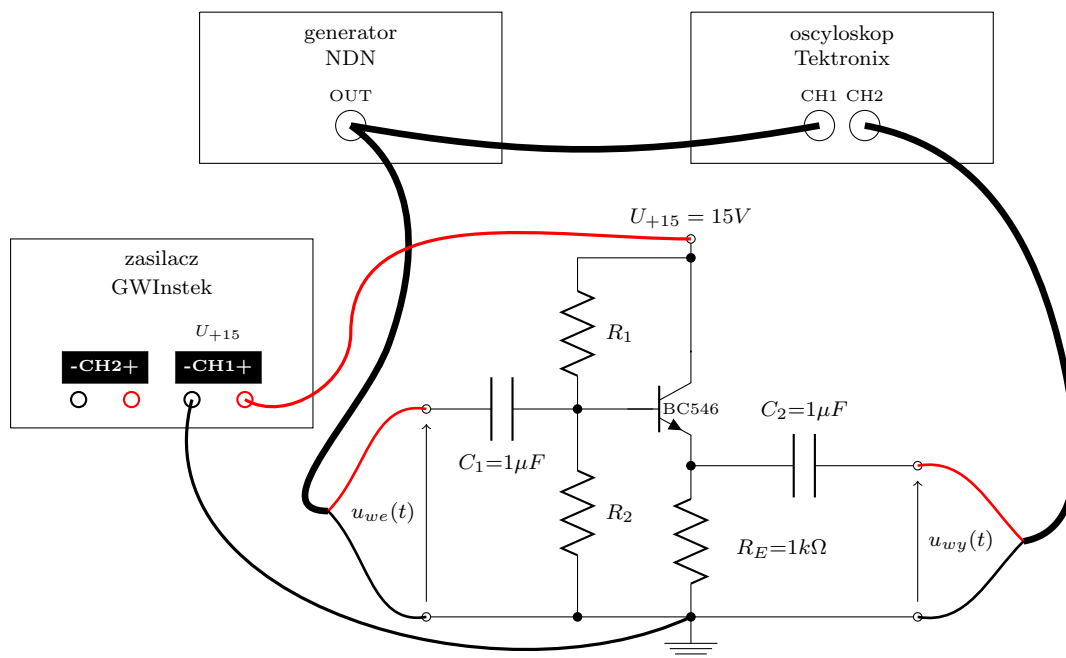 generator
NDN
OUT
oscyloskop
Tektronix
CH1 CH2
U+15 = 15V
zasilacz
GWInstek
U+15
-CH2+ -CH1+
R1
BC546
C2=1μF
C1=1μF
uwe(t)
R2
RE=1kΩ
uwy(t)